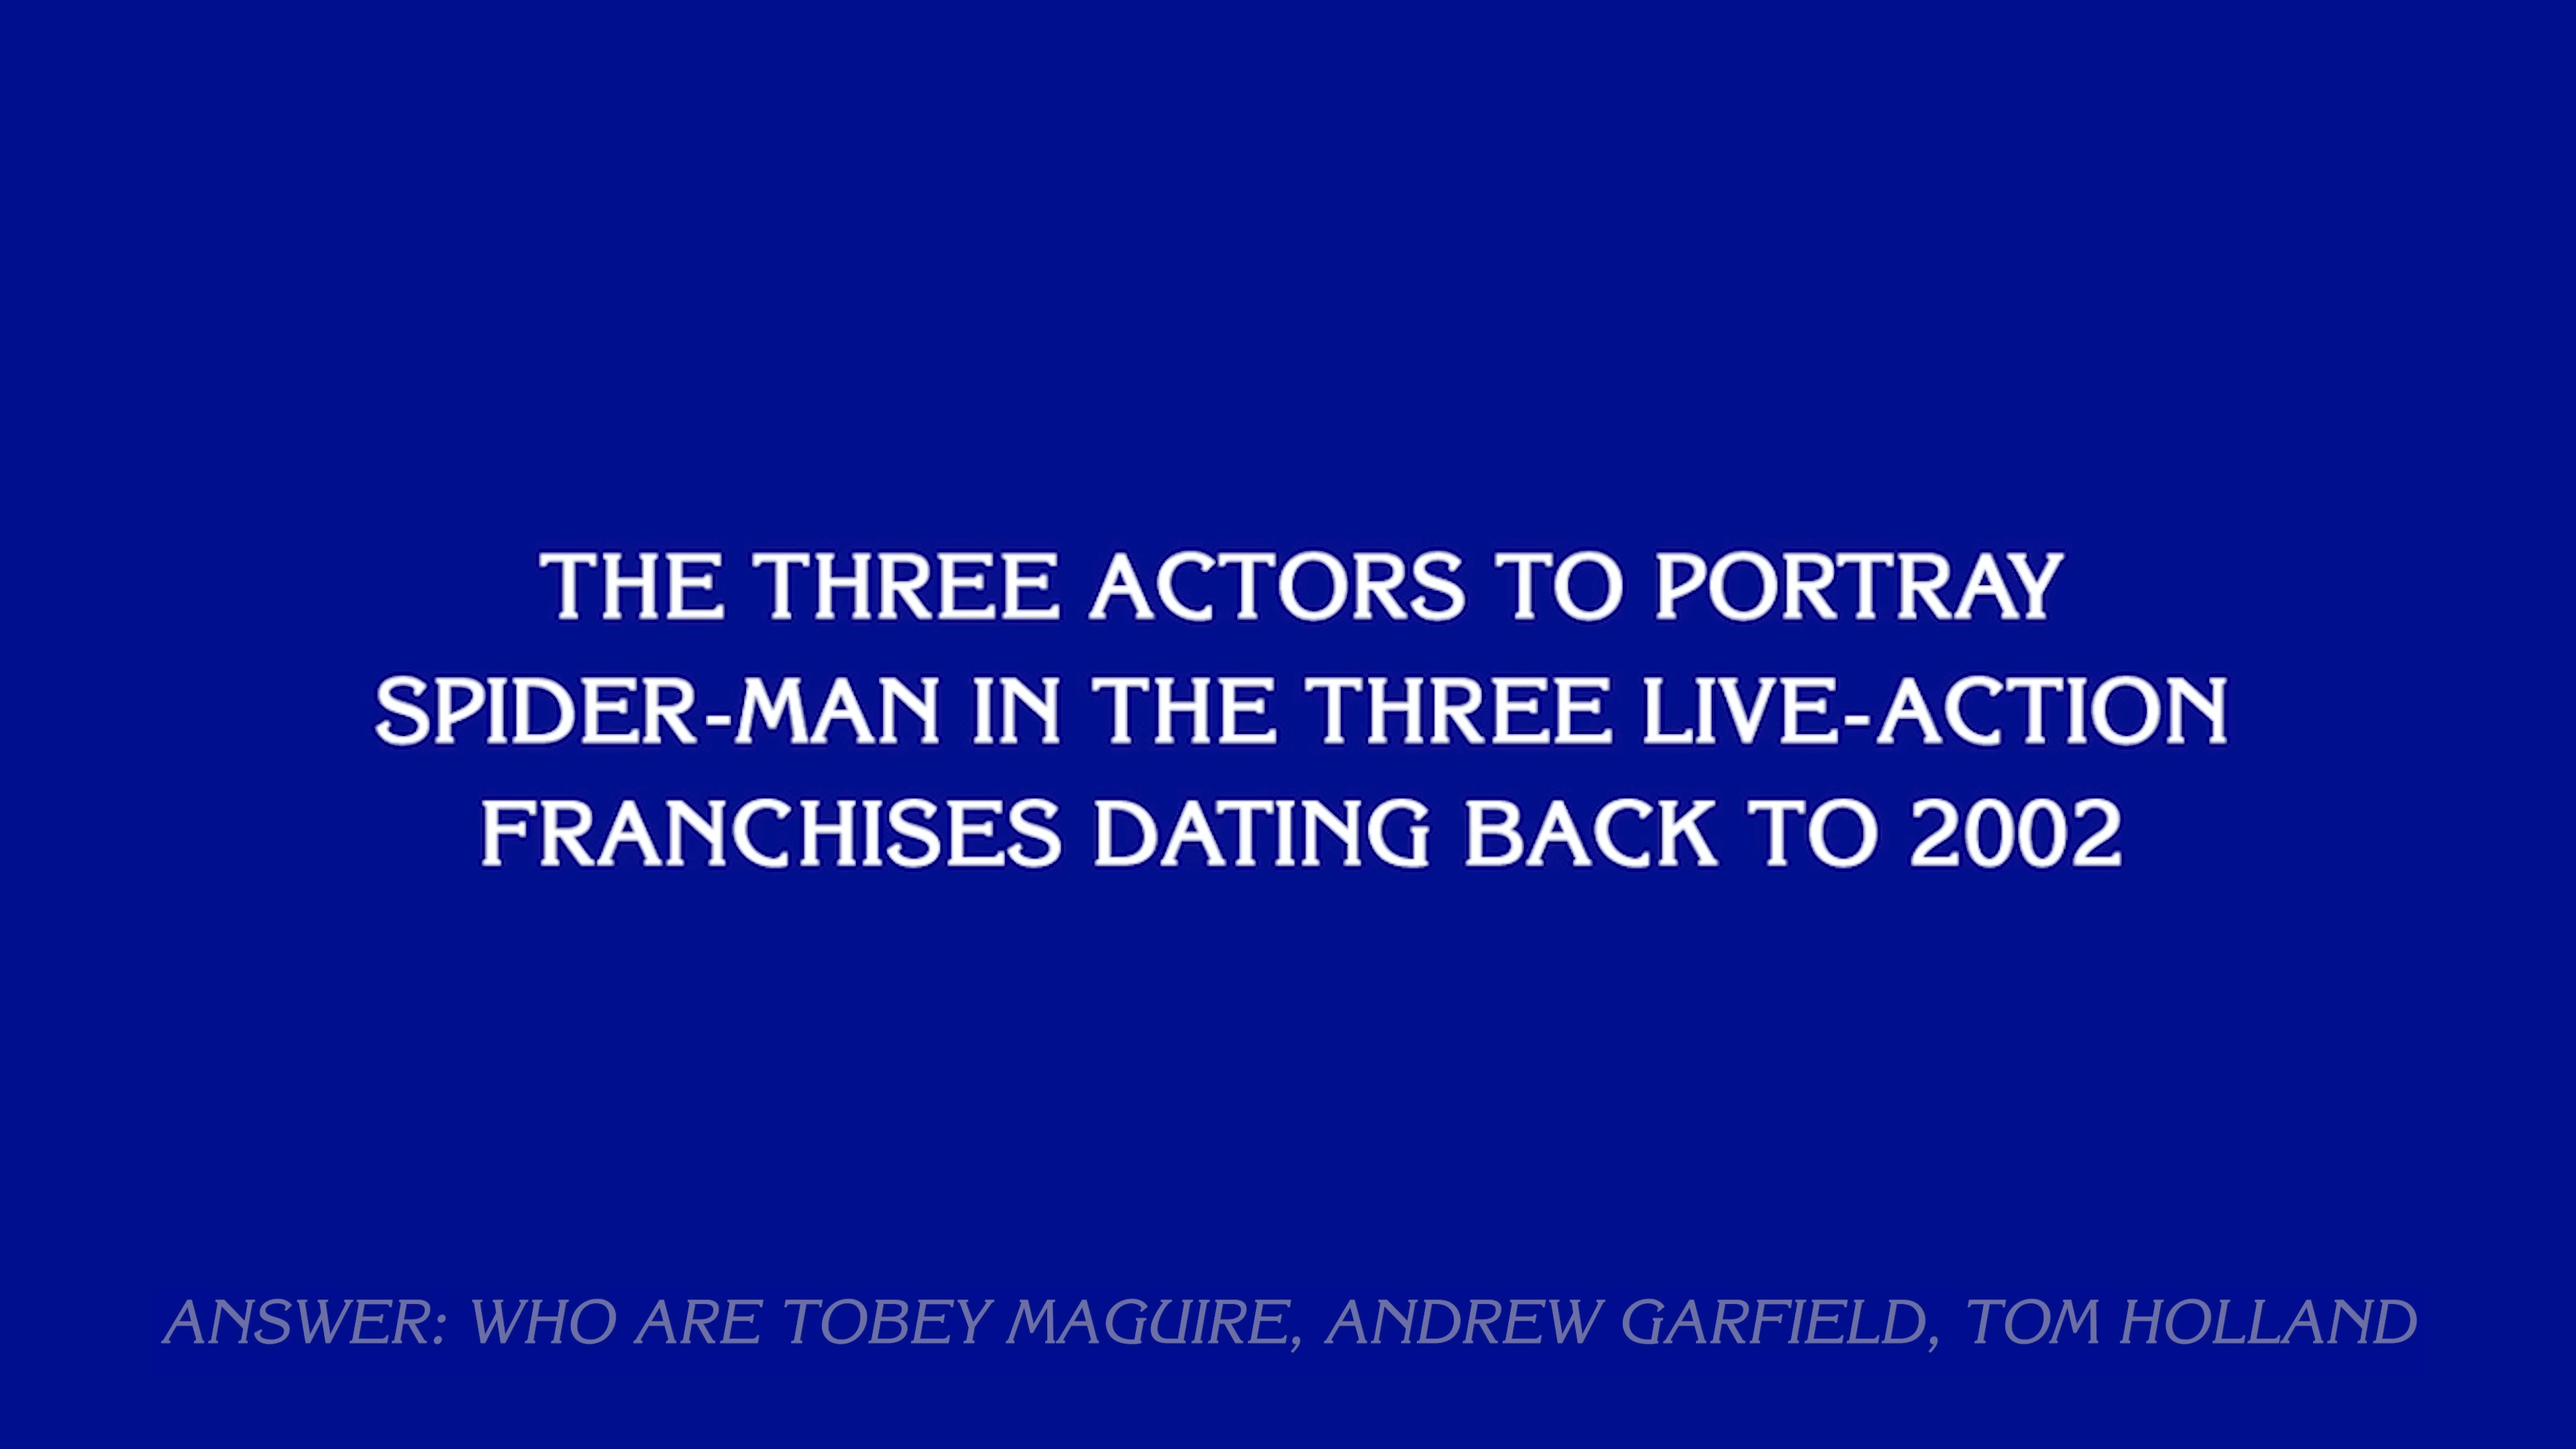 THE THREE ACTORS TO PORTRAY
SPIDER-MAN IN THE THREE LIVE-ACTION
FRANCHISES DATING BACK TO 2002
ANSWER: WHO ARE TOBEY MAGUIRE, ANDREW GARFIELD, TOM HOLLAND